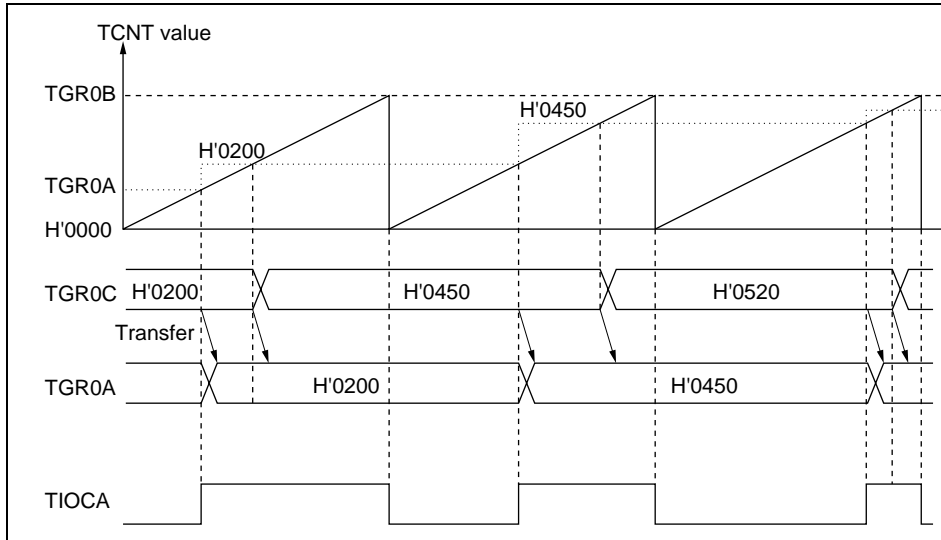 TCNT value
TGR0B
H'0450
H'0200
TGR0A
H'0000
TGR0C
H'0200
H'0450
H'0520
Transfer
TGR0A
H'0200
H'0450
TIOCA